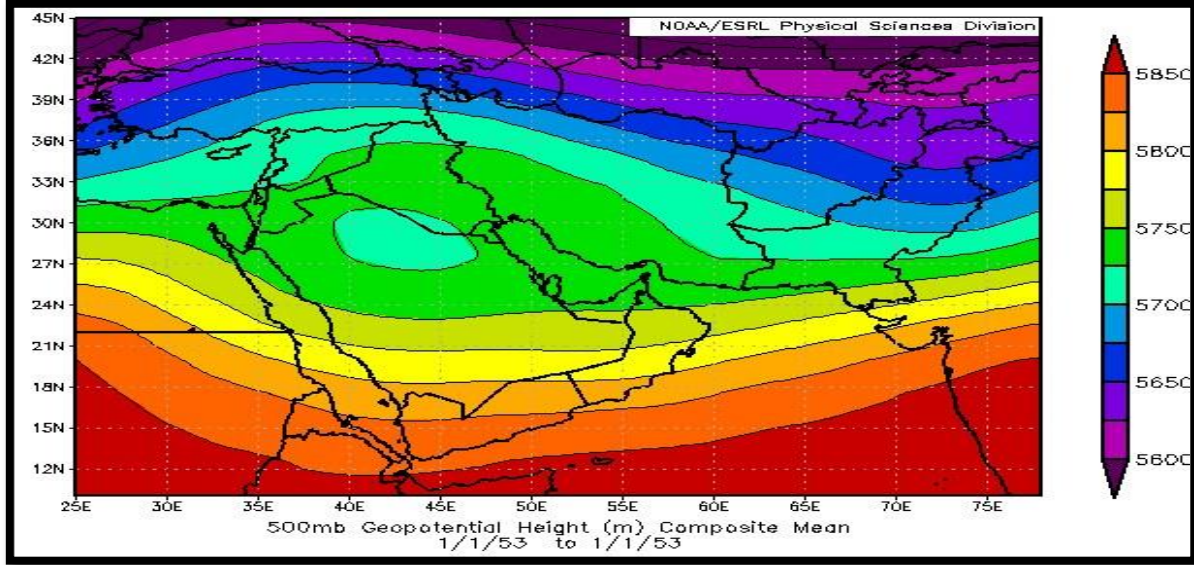 NOAA/ESRL Physical Sciences Division
45N
42N
39N
36N
33N
30N
27N
24N
21N
18N
15N
12N
25E 30E 35E 40E 45E 50E 55E 60E 65E 70E 75E
5850
5800
5750
5700
5650
5600
500mb Geopotential Height (m) Composite Mean
1/1/53 to 1/1/53